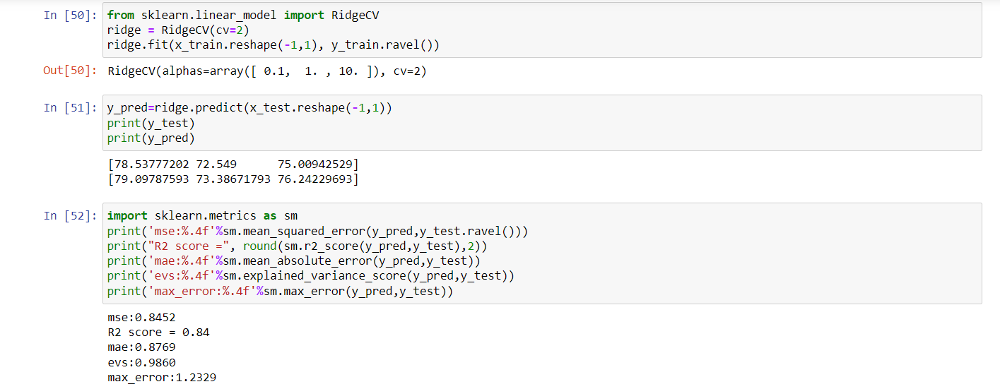 In [50]: from sklearn.linear_model import RidgeCV
ridge = RidgeCV(cv=2)
ridge.fit(x_train.reshape(-1,1), y_train.ravel())
Out[50]: RidgeCV(alphas=array([ 0.1,  1. , 10. ]), cv=2)
In [51]: y_pred=ridge.predict(x_test.reshape(-1,1))
print(y_test)
print(y_pred)
[78.53777202 72.549      75.00942529]
[79.09787593 73.38671793 76.24229693]
In [52]: import sklearn.metrics as sm
print('mse:%.4f'%sm.mean_squared_error(y_pred,y_test.ravel()))
print("R2 score =", round(sm.r2_score(y_pred,y_test),2))
print('mae:%.4f'%sm.mean_absolute_error(y_pred,y_test))
print('evs:%.4f'%sm.explained_variance_score(y_pred,y_test))
print('max_error:%.4f'%sm.max_error(y_pred,y_test))
mse:0.8452
R2 score = 0.84
mae:0.8769
evs:0.9860
max_error:1.2329